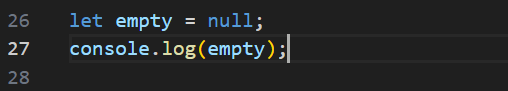 26 let empty = null;
27 console.log(empty);
28